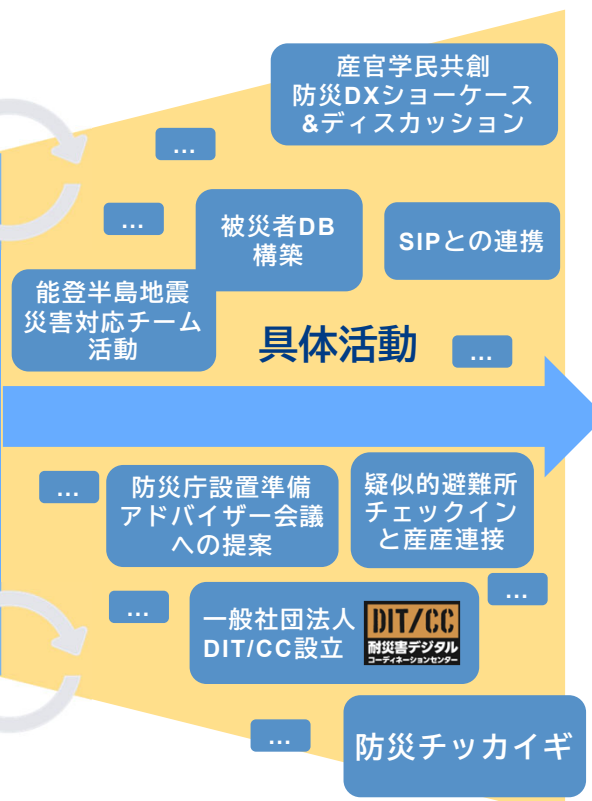 産官学民共創
防災DXショーケース
&ディスカッション
...
...
被災者DB
構築
SIPとの連携
能登半島地震
災害対応チーム
活動
具体活動
...
...
防災庁設置準備
アドバイザー会議
への提案
疑似的避難所
チェックイン
と産産連接
...
...
一般社団法人
DIT/CC設立
DIT/CC
耐災害デジタル
コーディネーションセンター
...
防災チッカイギ